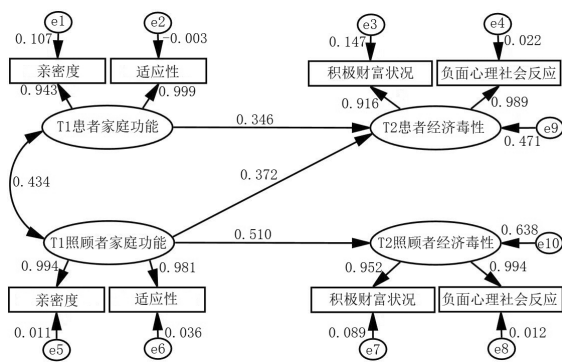 e1 e2 e3 e4
0.107 -0.003 0.147 0.022
亲密度 适应性 积极财富状况 负面心理社会反应
0.943 0.999 0.916 0.989
T1患者家庭功能 0.346 T2患者经济毒性 e9
0.471
0.434 0.372
T1照顾者家庭功能 0.510 T2照顾者经济毒性 0.638 e10
0.994 0.981 0.952 0.994
亲密度 适应性 积极财富状况 负面心理社会反应
0.011 0.036 0.089 0.012
e5 e6 e7 e8